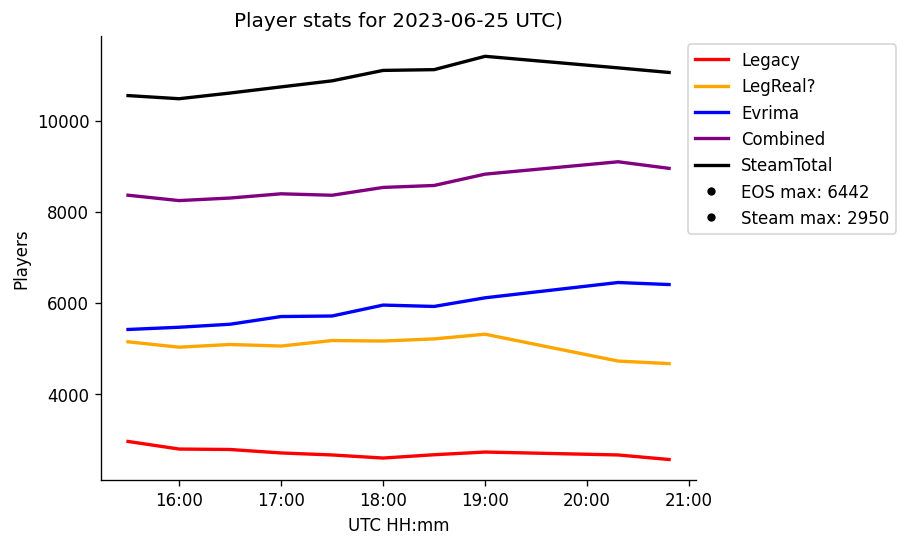 Player stats for 2023-06-25 UTC)
Legacy
LegReal?
Evrima
Combined
SteamTotal
EOS max: 6442
Steam max: 2950
Players
10000
8000
6000
4000
16:00 17:00 18:00 19:00 20:00 21:00
UTC HH:mm